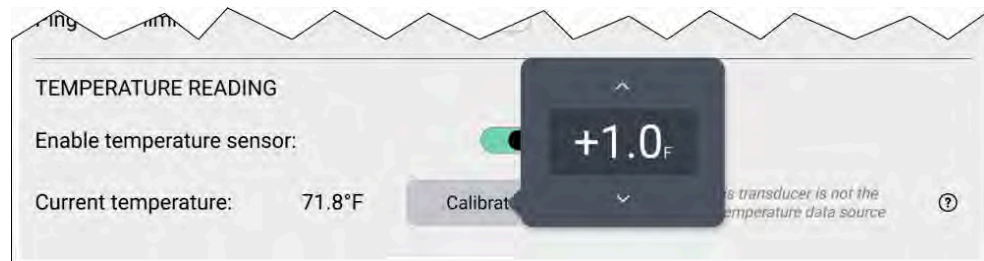 TEMPERATURE READING
Enable temperature sensor:
+1.0F
Current temperature: 71.8°F Calibrat
transducer is not the
temperature data source